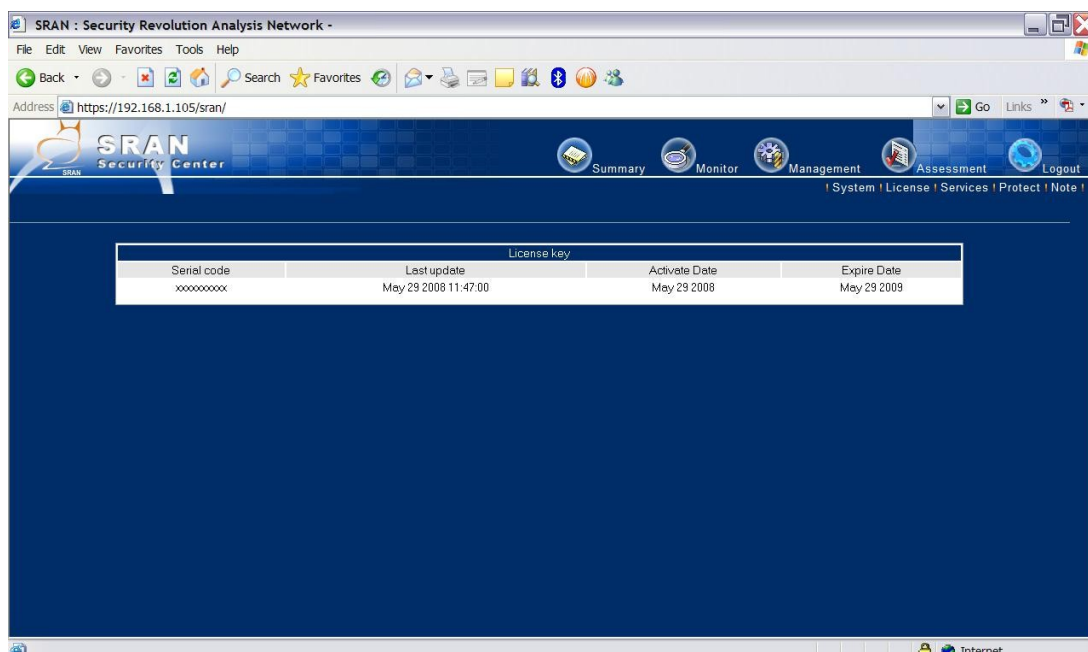 SRAN : Security Revolution Analysis Network -
File Edit View Favorites Tools Help
Back Search Favorites
Address https://192.168.1.105/sran/ Go Links »
SRAN
SRAN
Security Center
Summary Monitor Management Assessment Logout
! System ! License ! Services ! Protect ! Note !
License key
Serial code Last update Activate Date Expire Date
xxxxxxxxxx May 29 2008 11:47:00 May 29 2008 May 29 2009
Internet